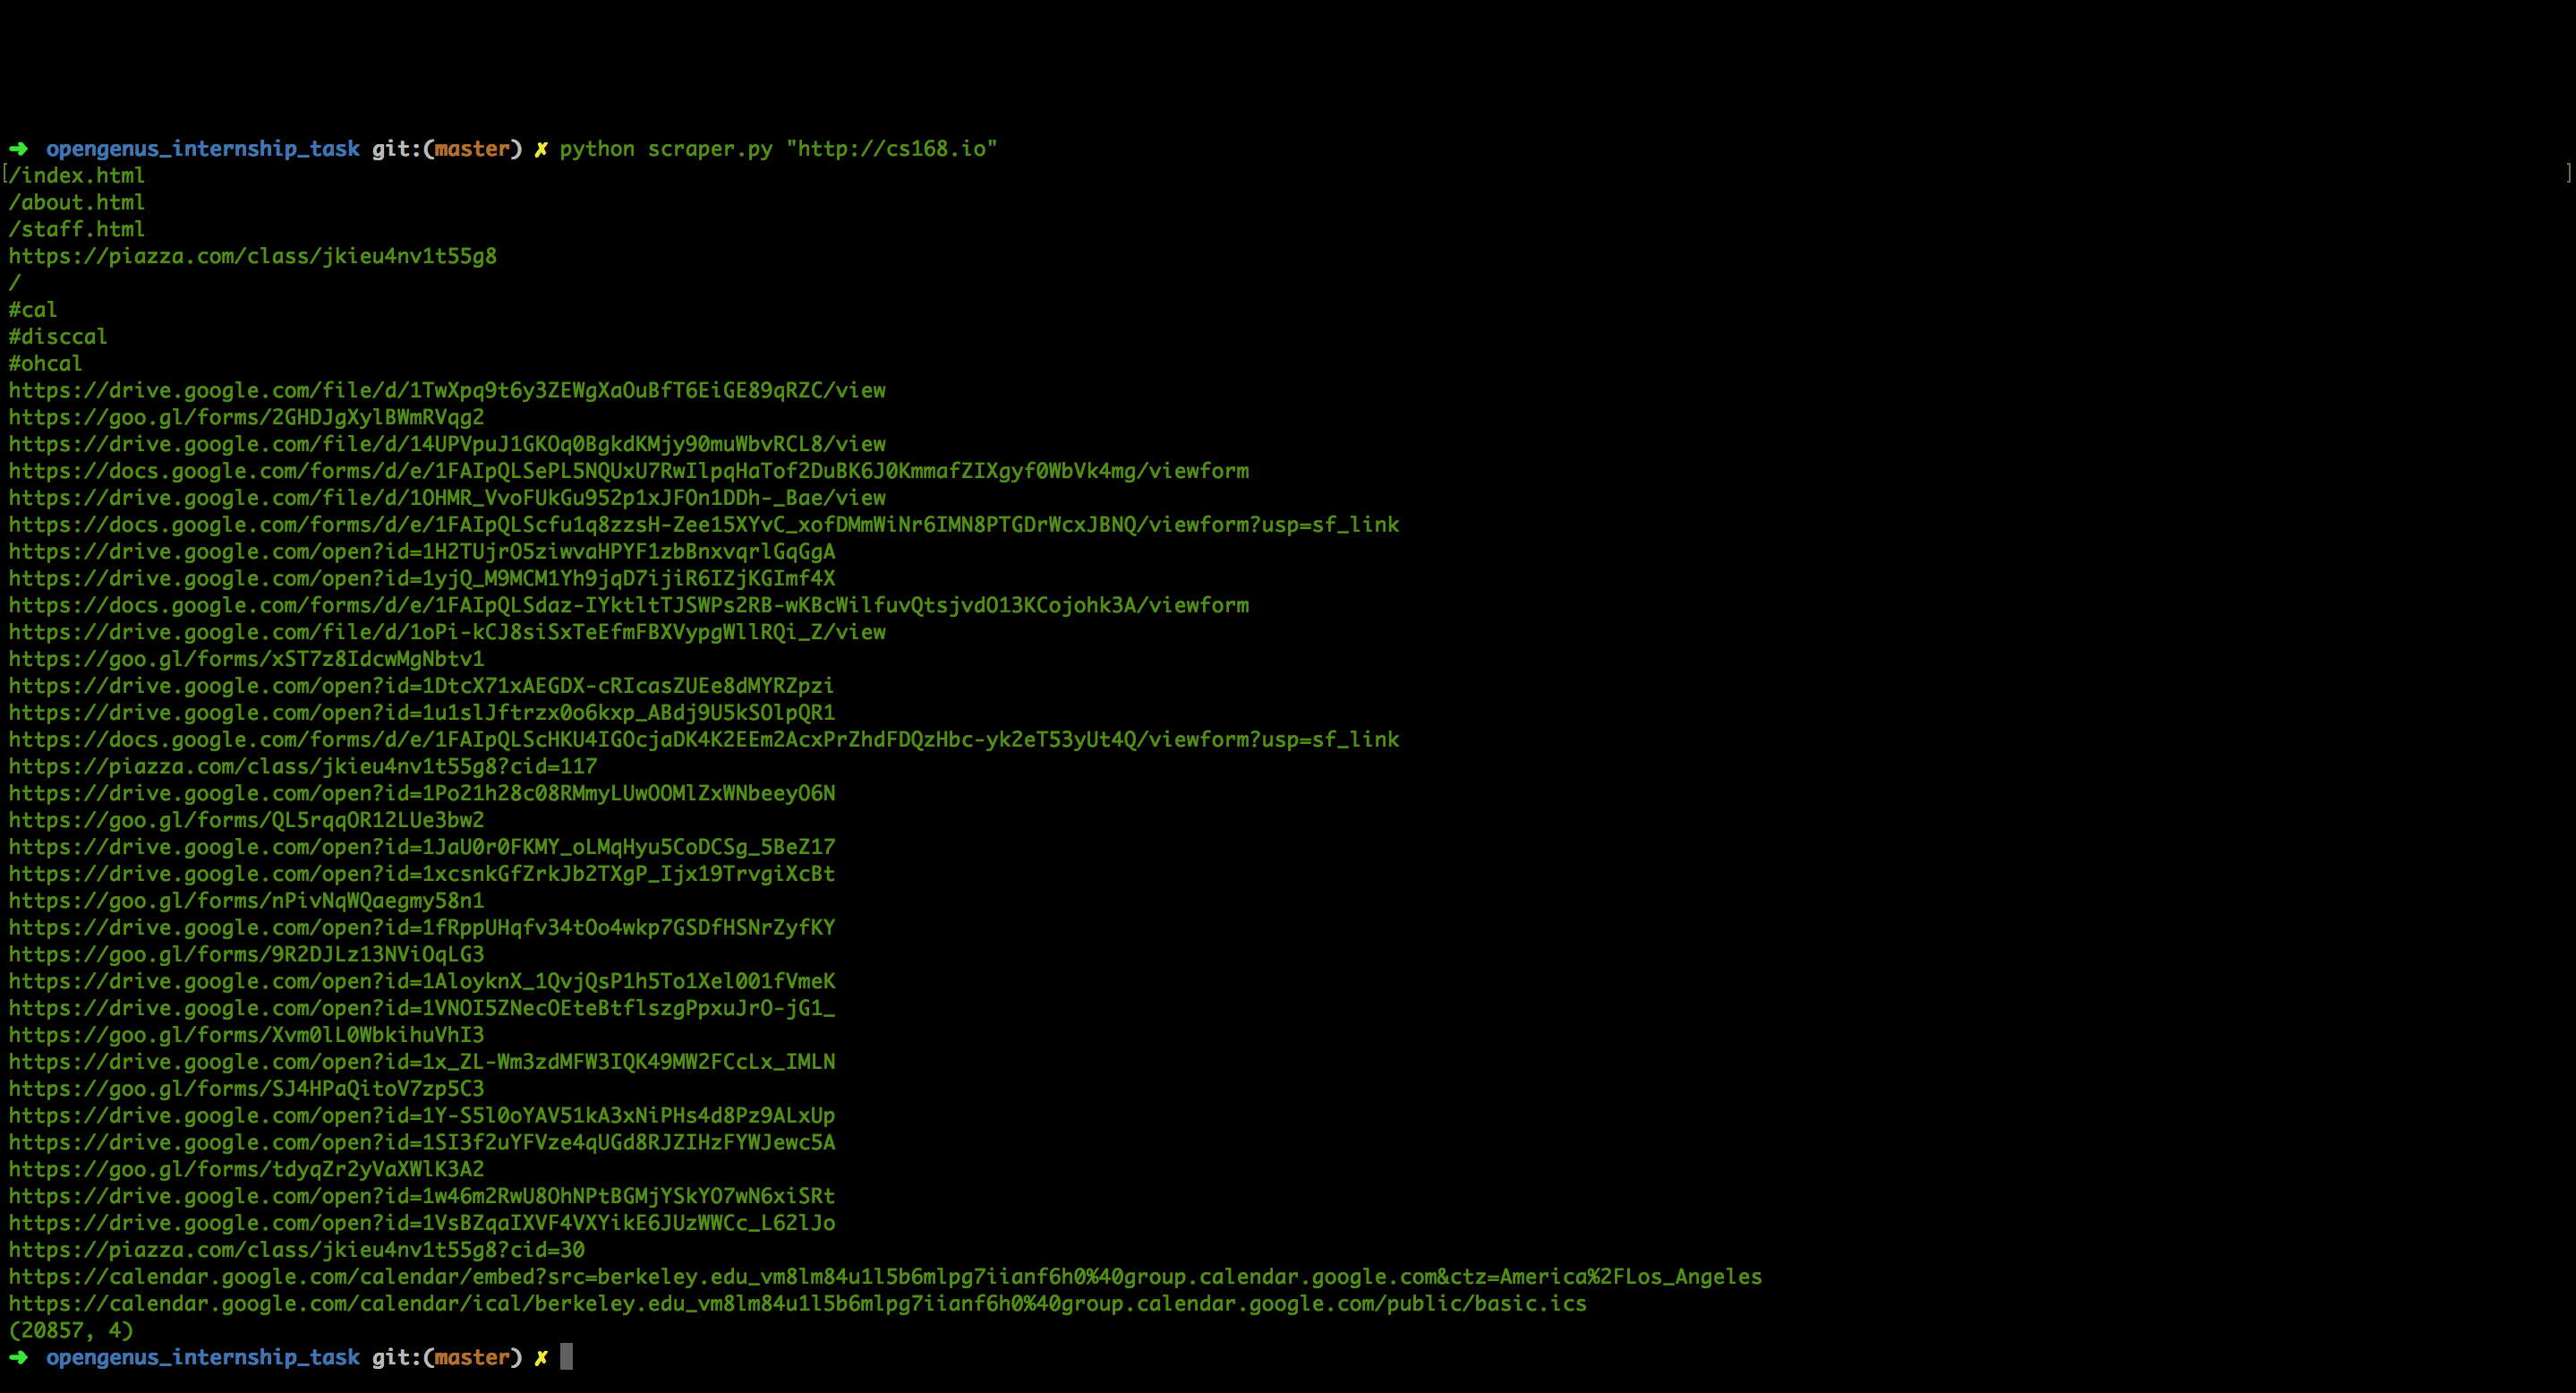 ➜  opengenus_internship_task git:(master) ✗ python scraper.py "http://cs168.io"
[/index.html ]
/about.html
/staff.html
https://piazza.com/class/jkieu4nv1t55g8
/
#cal
#disccal
#ohcal
https://drive.google.com/file/d/1TwXpq9t6y3ZEWgXaOuBfT6EiGE89qRZC/view
https://goo.gl/forms/2GHDJgXylBWmRVqg2
https://drive.google.com/file/d/14UPVpuJ1GKOq0BgkdKMjy90muWbvRCL8/view
https://docs.google.com/forms/d/e/1FAIpQLSePL5NQUxU7RwIlpqHaTof2DuBK6J0KmmafZIXgyf0WbVk4mg/viewform
https://drive.google.com/file/d/1OHMR_VvoFUkGu952p1xJFOn1DDh-_Bae/view
https://docs.google.com/forms/d/e/1FAIpQLScfu1q8zzsH-Zee15XYvC_xofDMmWiNr6IMN8PTGDrWcxJBNQ/viewform?usp=sf_link
https://drive.google.com/open?id=1H2TUjrO5ziwvaHPYF1zbBnxvqrlGqGgA
https://drive.google.com/open?id=1yjQ_M9MCM1Yh9jqD7ijiR6IZjKGImf4X
https://docs.google.com/forms/d/e/1FAIpQLSdaz-IYktltTJSWPs2RB-wKBcWilfuvQtsjvdO13KCojohk3A/viewform
https://drive.google.com/file/d/1oPi-kCJ8siSxTeEfmFBXVypgWllRQi_Z/view
https://goo.gl/forms/xST7z8IdcwMgNbtv1
https://drive.google.com/open?id=1DtcX71xAEGDX-cRIcasZUEe8dMYRZpzi
https://drive.google.com/open?id=1u1slJftrzx0o6kxp_ABdj9U5kSOlpQR1
https://docs.google.com/forms/d/e/1FAIpQLScHKU4IGOcjaDK4K2EEm2AcxPrZhdFDQzHbc-yk2eT53yUt4Q/viewform?usp=sf_link
https://piazza.com/class/jkieu4nv1t55g8?cid=117
https://drive.google.com/open?id=1Po21h28c08RMmyLUwOOMlZxWNbeeyO6N
https://goo.gl/forms/QL5rqqOR12LUe3bw2
https://drive.google.com/open?id=1JaU0r0FKMY_oLMqHyu5CoDCSg_5BeZ17
https://drive.google.com/open?id=1xcsnkGfZrkJb2TXgP_Ijx19TrvgiXcBt
https://goo.gl/forms/nPivNqWQaegmy58n1
https://drive.google.com/open?id=1fRppUHqfv34tOo4wkp7GSDfHSNrZyfKY
https://goo.gl/forms/9R2DJLz13NViOqLG3
https://drive.google.com/open?id=1AloyknX_1QvjQsP1h5To1Xel001fVmeK
https://drive.google.com/open?id=1VNOI5ZNecOEteBtflszgPpxuJrO-jG1_
https://goo.gl/forms/Xvm0lL0WbkihuVhI3
https://drive.google.com/open?id=1x_ZL-Wm3zdMFW3IQK49MW2FCcLx_IMLN
https://goo.gl/forms/SJ4HPaQitoV7zp5C3
https://drive.google.com/open?id=1Y-S5l0oYAV51kA3xNiPHs4d8Pz9ALxUp
https://drive.google.com/open?id=1SI3f2uYFVze4qUGd8RJZIHzFYWJewc5A
https://goo.gl/forms/tdyqZr2yVaXWlK3A2
https://drive.google.com/open?id=1w46m2RwU8OhNPtBGMjYSkYO7wN6xiSRt
https://drive.google.com/open?id=1VsBZqaIXVF4VXYikE6JUzWWCc_L62lJo
https://piazza.com/class/jkieu4nv1t55g8?cid=30
https://calendar.google.com/calendar/embed?src=berkeley.edu_vm8lm84u1l5b6mlpg7iianf6h0%40group.calendar.google.com&ctz=America%2FLos_Angeles
https://calendar.google.com/calendar/ical/berkeley.edu_vm8lm84u1l5b6mlpg7iianf6h0%40group.calendar.google.com/public/basic.ics
(20857, 4)
➜  opengenus_internship_task git:(master) ✗